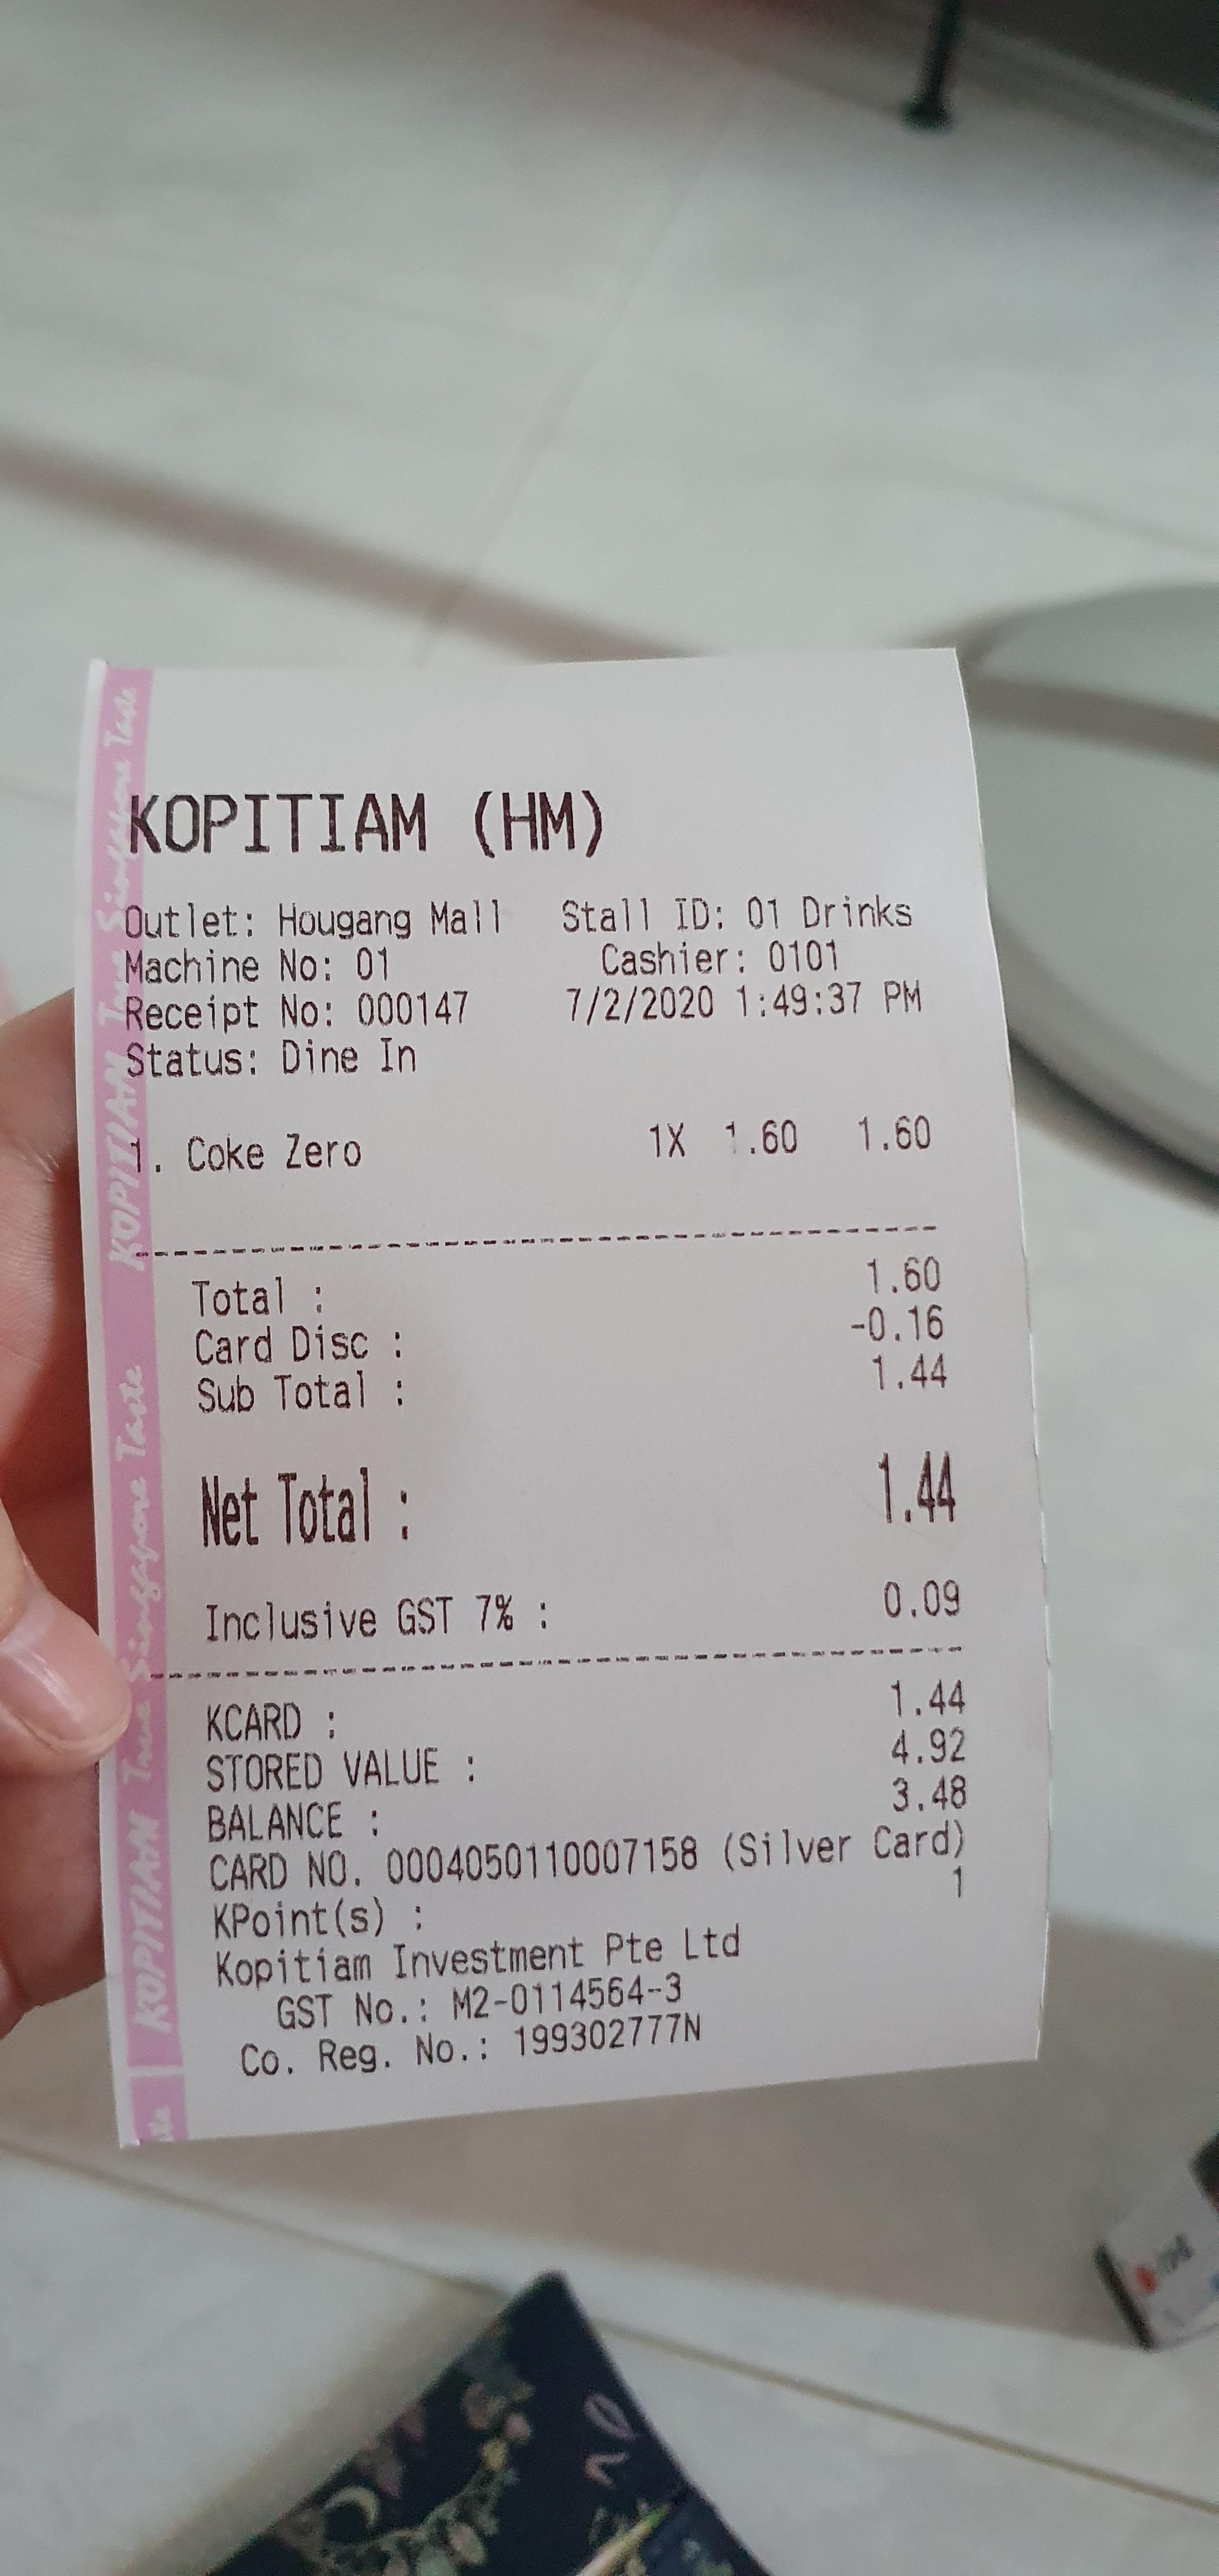 KOPITIAM (HM)
Outlet: Hougang Mall Stall ID: 01 Drinks
Machine No: 01 Cashier: 0101
Receipt No: 000147 7/2/2020 1:49:37 PM
Status: Dine In
1. Coke Zero 1X 1.60 1.60
Total : 1.60
Card Disc : -0.16
Sub Total : 1.44
Net Total : 1.44
Inclusive GST 7% : 0.09
KCARD : 1.44
STORED VALUE : 4.92
BALANCE : 3.48
CARD NO. 0004050110007158 (Silver Card)
KPoint(s) : 1
Kopitiam Investment Pte Ltd
GST No.: M2-0114564-3
Co. Reg. No.: 199302777N
KOPITIAM True Singapore Taste
KOPITIAM True Singapore Taste